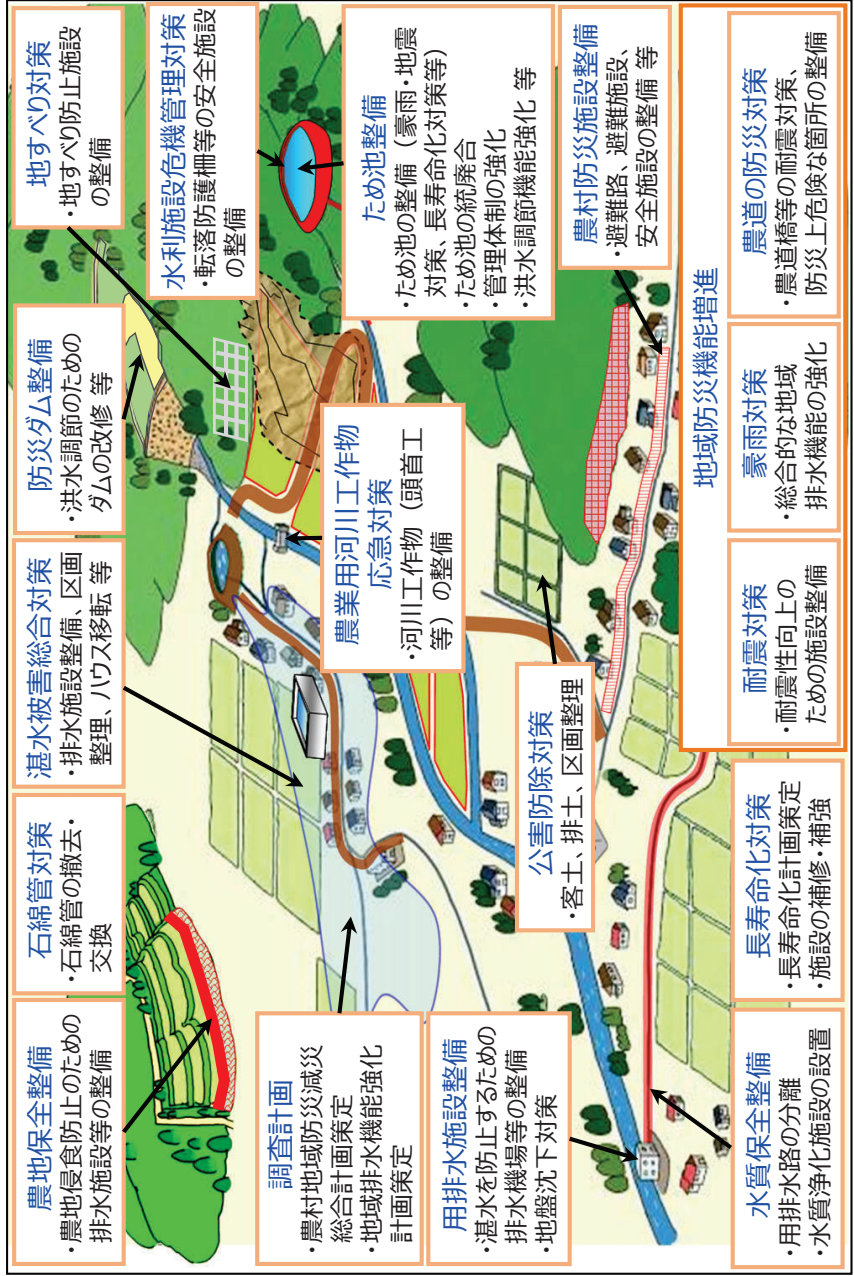 農地保全整備
・農地侵食防止のための
排水施設等の整備
石綿管対策
・石綿管の撤去・
交換
湛水被害総合対策
・排水施設整備、区画
整理、ハウス移転 等
防災ダム整備
・洪水調節のための
ダムの改修 等
地すべり対策
・地すべり防止施設
の整備
水利施設危機管理対策
・転落防護柵等の安全施設
の整備
調査計画
・農村地域防災減災
総合計画策定
・地域排水機能強化
計画策定
農業用河川工作物
応急対策
・河川工作物（頭首工
等）の整備
ため池整備
・ため池の整備（豪雨・地震
対策、長寿命化対策等）
・ため池の統廃合
・管理体制の強化
・洪水調節機能強化 等
用排水施設整備
・湛水を防止するための
排水機場等の整備
・地盤沈下対策
公害防除対策
・客土、排土、区画整理
農村防災施設整備
・避難路、避難施設、
安全施設の整備 等
水質保全整備
・用排水路の分離
・水質浄化施設の設置
長寿命化対策
・長寿命化計画策定
・施設の補修・補強
地域防災機能増進
耐震対策
・耐震性向上の
ための施設整備
豪雨対策
・総合的な地域
排水機能の強化
農道の防災対策
・農道橋等の耐震対策、
防災上危険な箇所の整備